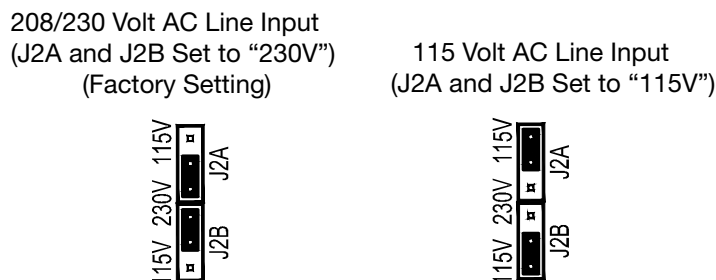 208/230 Volt AC Line Input
(J2A and J2B Set to “230V”)
(Factory Setting)
115V
230V
115V
J2A
J2B
115 Volt AC Line Input
(J2A and J2B Set to “115V”)
115V
230V
115V
J2A
J2B